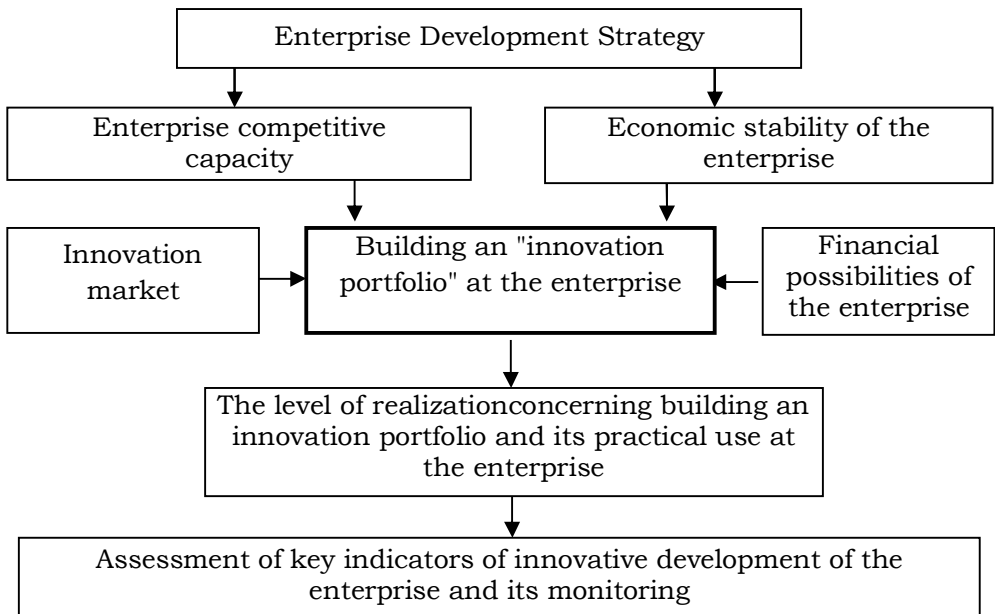 Enterprise Development Strategy
Enterprise competitive
capacity
Economic stability of the
enterprise
Innovation
market
Building an "innovation
portfolio" at the enterprise
Financial
possibilities of
the enterprise
The level of realizationconcerning building an
innovation portfolio and its practical use at
the enterprise
Assessment of key indicators of innovative development of the
enterprise and its monitoring